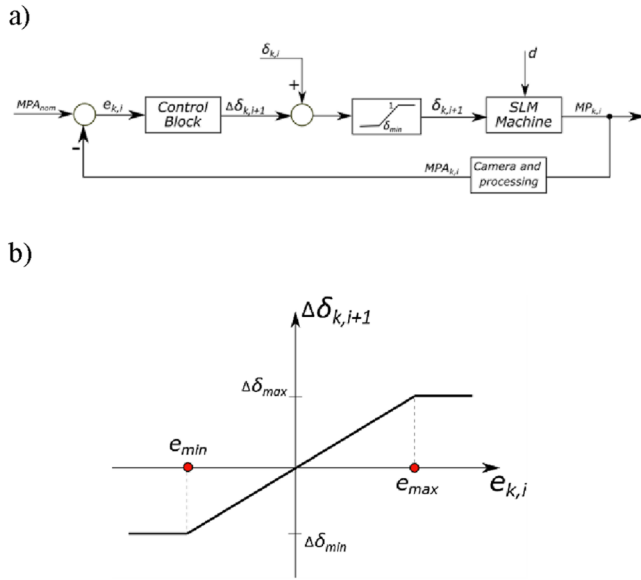 a)
δk,i
d
MPAnom
ek,i
Control
Block
Δδk,i+1
+
1
δmin
δk,i+1
SLM
Machine
MPk,i
-
MPAk,i
Camera and
processing
b)
Δδk,i+1
Δδmax
emin
emax
ek,i
Δδmin